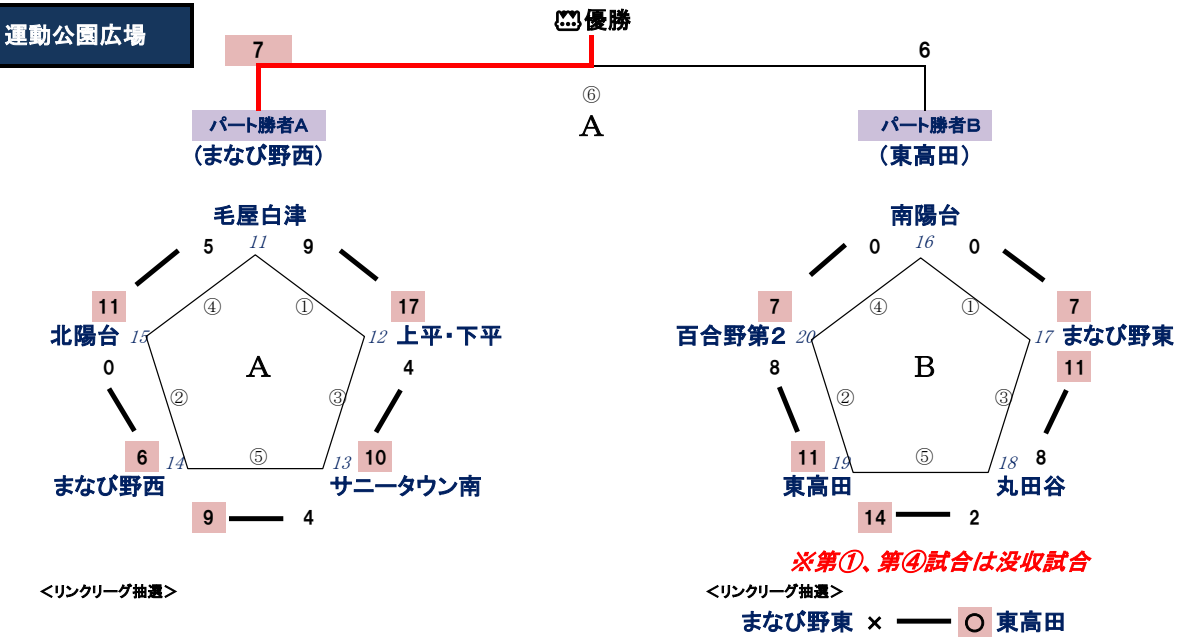 運動公園広場
優勝
7
6
⑥
A
パート勝者A
パート勝者B
(まなび野西)
(東高田)
毛屋白津
南陽台
5 11 9
0 16 0
11 ④ ① 17
7 ④ ① 7
北陽台 15 12 上平・下平
百合野第2 20 17 まなび野東
0 A 4
8 B 11
② ③
② ③
6 14 ⑤ 13 10
11 19 ⑤ 18 8
まなび野西 サニータウン南
東高田 丸田谷
9 4
14 2
※第①、第④試合は没収試合
<リンクリーグ抽選>
<リンクリーグ抽選>
まなび野東 × ○ 東高田